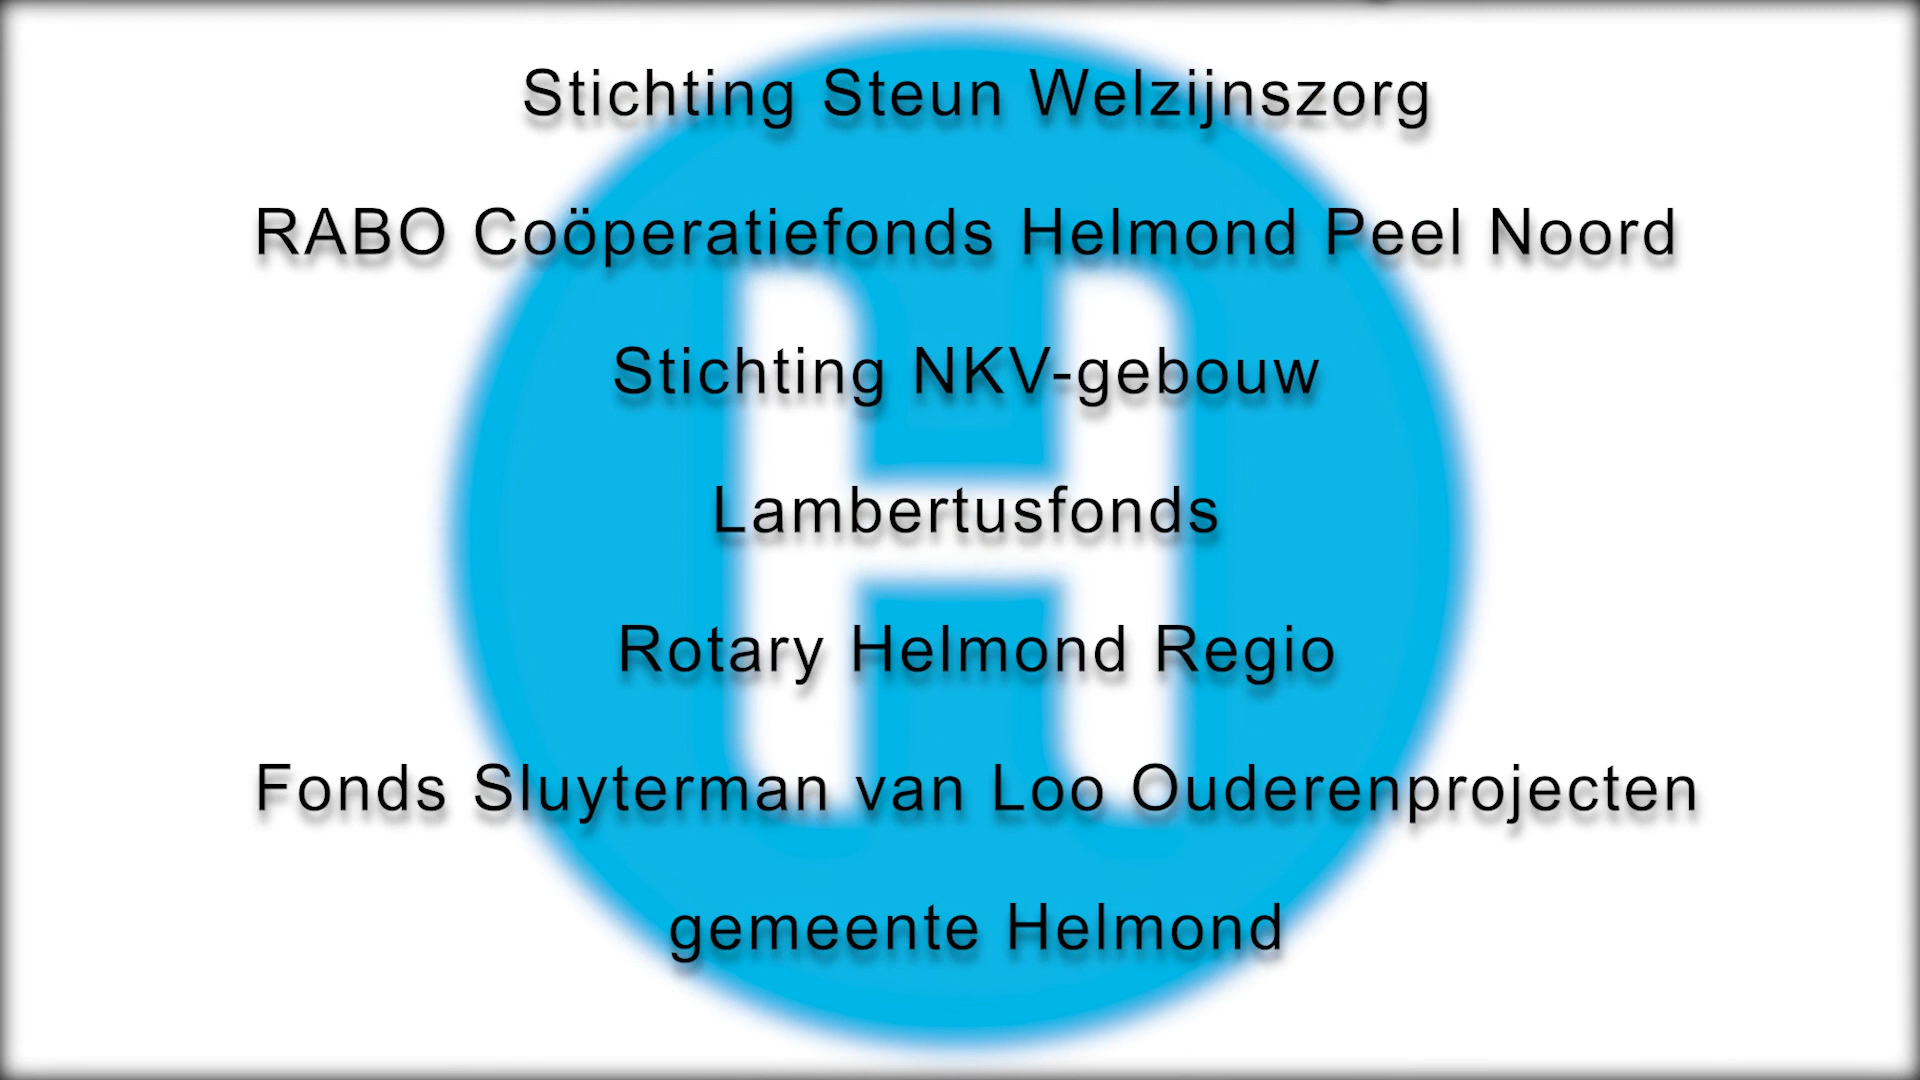 Stichting Steun Welzijnszorg
RABO Coöperatiefonds Helmond Peel Noord
Stichting NKV-gebouw
Lambertusfonds
Rotary Helmond Regio
Fonds Sluyterman van Loo Ouderenprojecten
gemeente Helmond
H